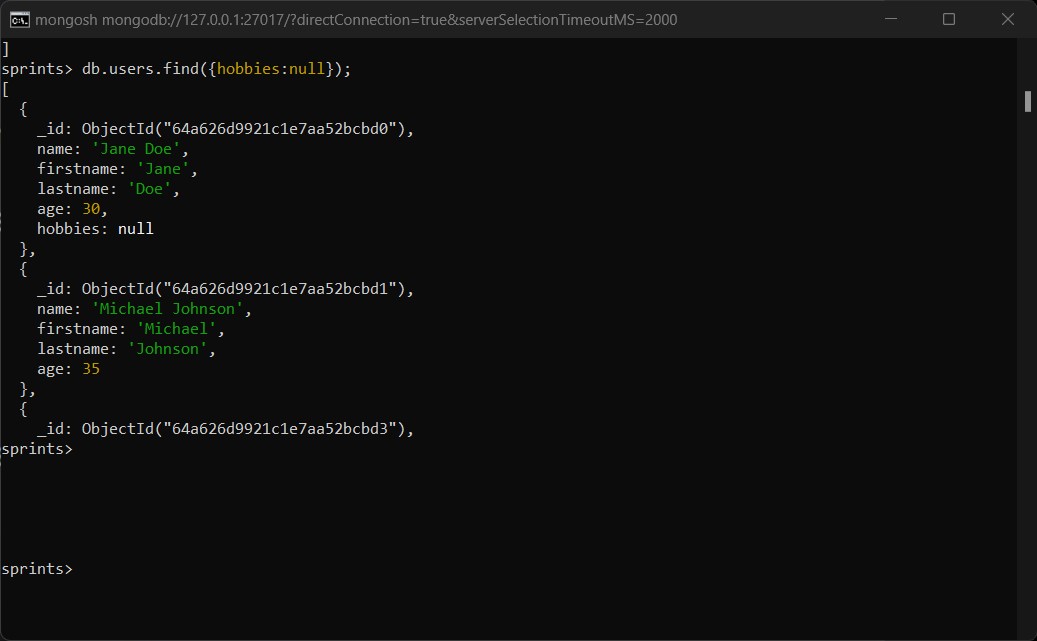 mongosh mongodb://127.0.0.1:27017/?directConnection=true&serverSelectionTimeoutMS=2000
]
sprints> db.users.find({hobbies:null});
[
  {
    _id: ObjectId("64a626d9921c1e7aa52bcbd0"),
    name: 'Jane Doe',
    firstname: 'Jane',
    lastname: 'Doe',
    age: 30,
    hobbies: null
  },
  {
    _id: ObjectId("64a626d9921c1e7aa52bcbd1"),
    name: 'Michael Johnson',
    firstname: 'Michael',
    lastname: 'Johnson',
    age: 35
  },
  {
    _id: ObjectId("64a626d9921c1e7aa52bcbd3"),
sprints>
sprints>